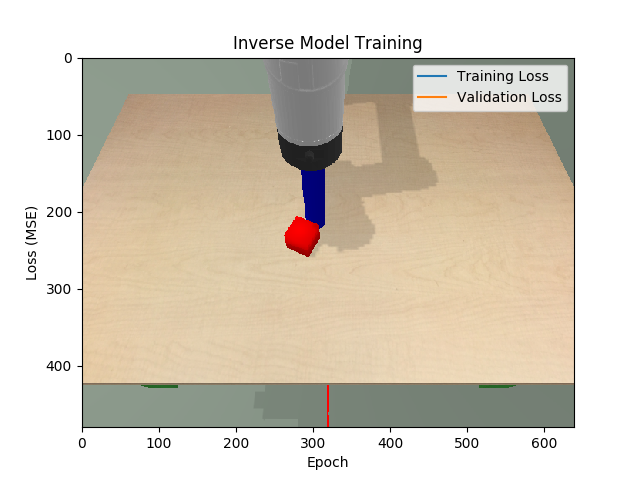 Inverse Model Training
Training Loss
Validation Loss
0
100
200
300
400
Loss (MSE)
0 100 200 300 400 500 600
Epoch